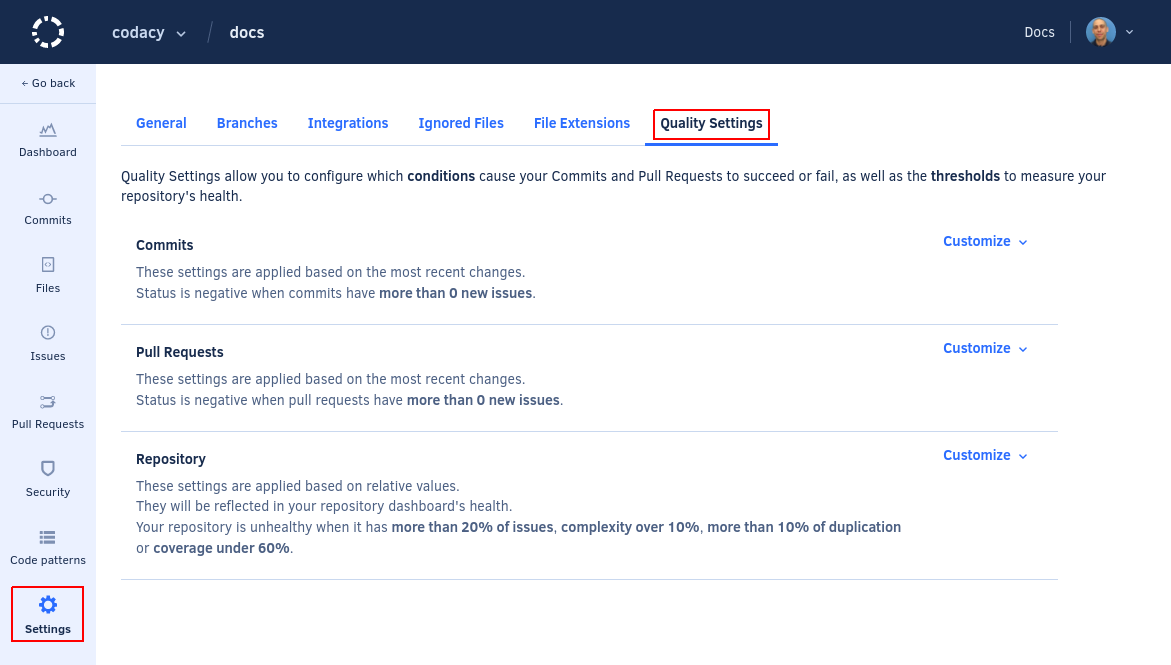 codacy / docs
Docs
← Go back
Dashboard
Commits
Files
Issues
Pull Requests
Security
Code patterns
Settings
General Branches Integrations Ignored Files File Extensions Quality Settings
Quality Settings allow you to configure which conditions cause your Commits and Pull Requests to succeed or fail, as well as the thresholds to measure your
repository's health.
Commits
Customize
These settings are applied based on the most recent changes.
Status is negative when commits have more than 0 new issues.
Pull Requests
Customize
These settings are applied based on the most recent changes.
Status is negative when pull requests have more than 0 new issues.
Repository
Customize
These settings are applied based on relative values.
They will be reflected in your repository dashboard's health.
Your repository is unhealthy when it has more than 20% of issues, complexity over 10%, more than 10% of duplication
or coverage under 60%.